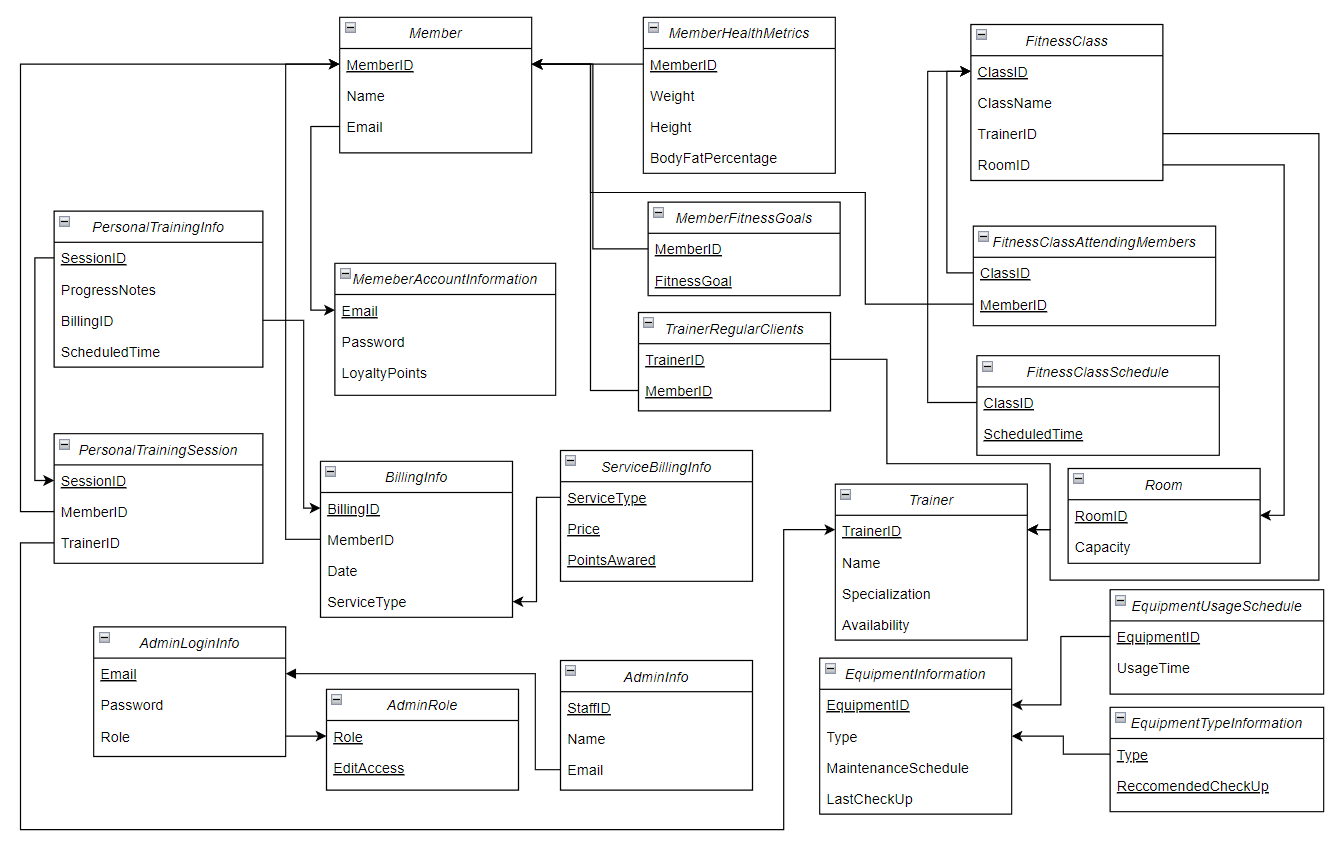 Member
MemberID
Name
Email
MemberHealthMetrics
MemberID
Weight
Height
BodyFatPercentage
FitnessClass
ClassID
ClassName
TrainerID
RoomID
PersonalTrainingInfo
SessionID
ProgressNotes
BillingID
ScheduledTime
MemeberAccountInformation
Email
Password
LoyaltyPoints
MemberFitnessGoals
MemberID
FitnessGoal
FitnessClassAttendingMembers
ClassID
MemberID
TrainerRegularClients
TrainerID
MemberID
FitnessClassSchedule
ClassID
ScheduledTime
PersonalTrainingSession
SessionID
MemberID
TrainerID
BillingInfo
BillingID
MemberID
Date
ServiceType
ServiceBillingInfo
ServiceType
Price
PointsAwared
Trainer
TrainerID
Name
Specialization
Availability
Room
RoomID
Capacity
AdminLoginInfo
Email
Password
Role
AdminRole
Role
EditAccess
AdminInfo
StaffID
Name
Email
EquipmentInformation
EquipmentID
Type
MaintenanceSchedule
LastCheckUp
EquipmentUsageSchedule
EquipmentID
UsageTime
EquipmentTypeInformation
Type
ReccomendedCheckUp